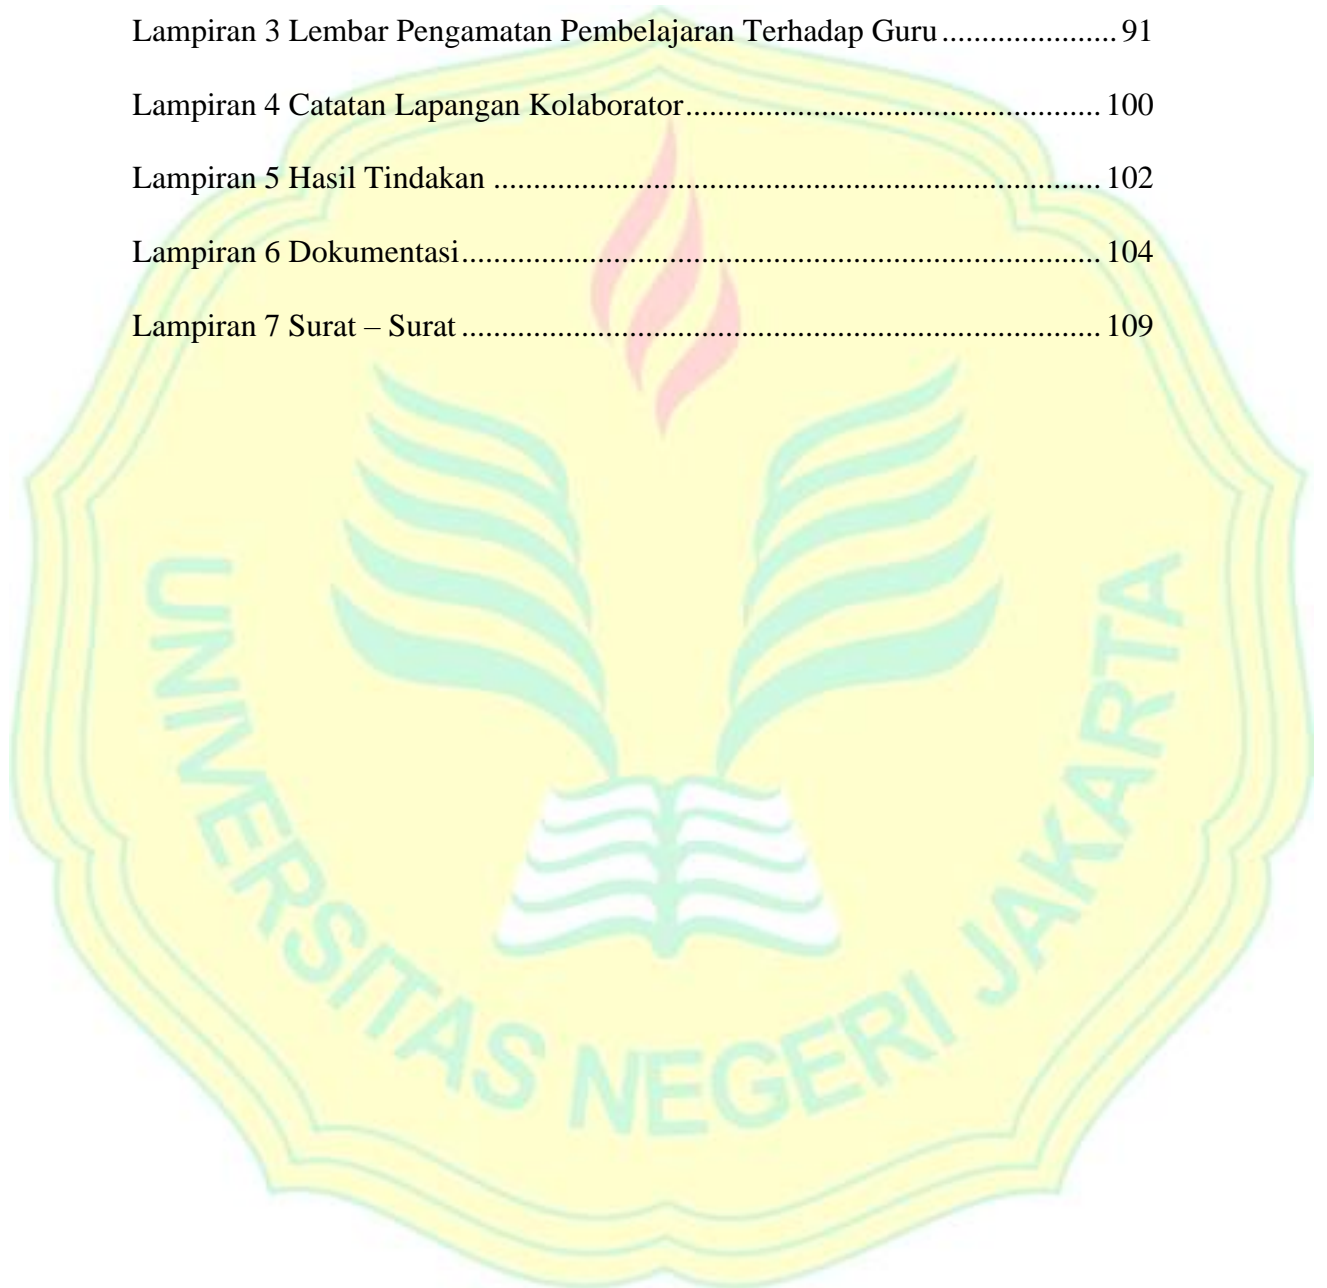 Lampiran 3 Lembar Pengamatan Pembelajaran Terhadap Guru ..................... 91
Lampiran 4 Catatan Lapangan Kolaborator.................................................... 100
Lampiran 5 Hasil Tindakan ............................................................................ 102
Lampiran 6 Dokumentasi................................................................................ 104
Lampiran 7 Surat – Surat ................................................................................ 109
UNIVERSITAS NEGERI JAKARTA